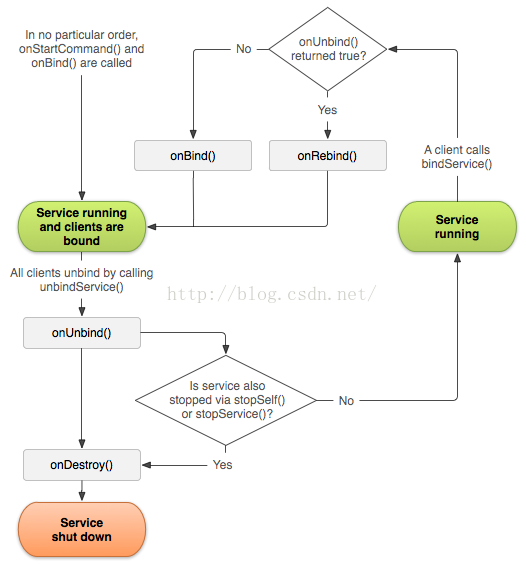 In no particular order,
onStartCommand() and
onBind() are called
No
onUnbind()
returned true?
Yes
A client calls
bindService()
onBind()
onRebind()
Service running
and clients are
bound
Service
running
All clients unbind by calling
unbindService()
http://blog.csdn.net/
onUnbind()
Is service also
stopped via stopSelf()
or stopService()?
No
Yes
onDestroy()
Service
shut down